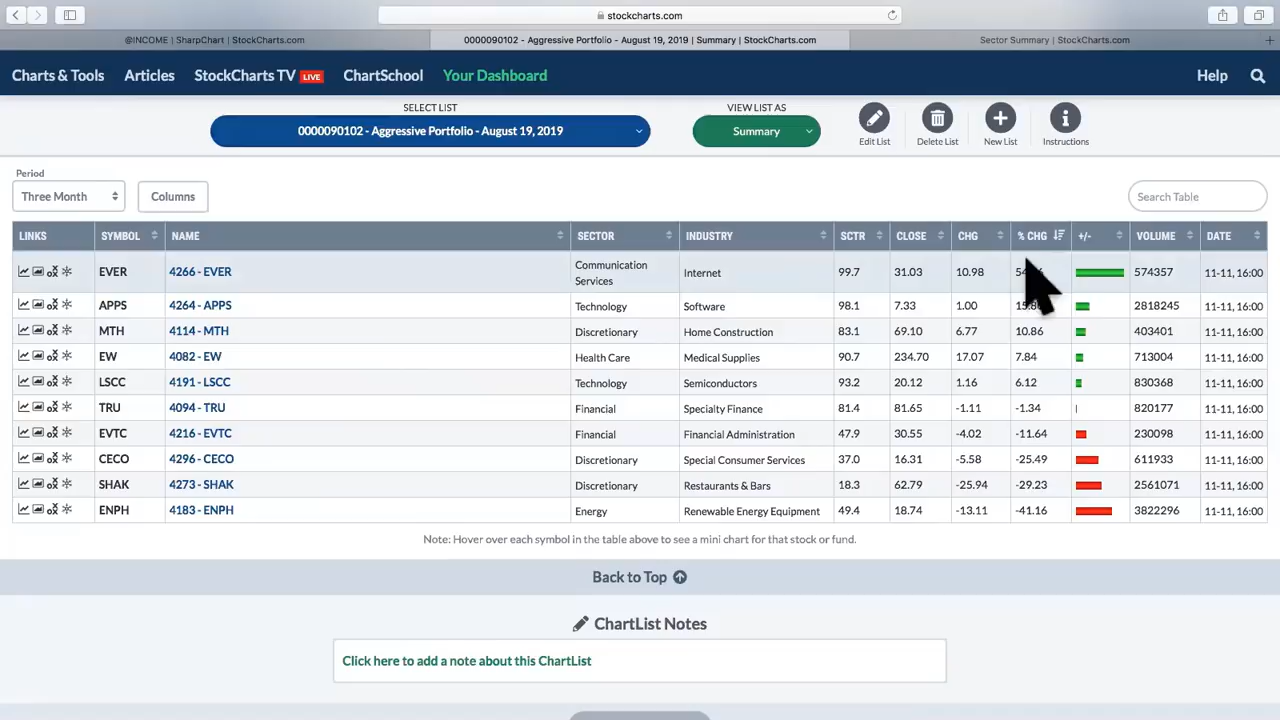 stockcharts.com
@INCOME | SharpChart | StockCharts.com
0000090102 - Aggressive Portfolio - August 19, 2019 | Summary | StockCharts.com
Sector Summary | StockCharts.com
Charts & Tools Articles StockCharts TV LIVE ChartSchool Your Dashboard Help
SELECT LIST VIEW LIST AS
0000090102 - Aggressive Portfolio - August 19, 2019 Summary
Edit List Delete List New List Instructions
Period
Three Month Columns Search Table
LINKS SYMBOL NAME SECTOR INDUSTRY SCTR CLOSE CHG % CHG +/- VOLUME DATE
EVER 4266 - EVER Communication Services Internet 99.7 31.03 10.98 574357 11-11, 16:00
APPS 4264 - APPS Technology Software 98.1 7.33 1.00 2818245 11-11, 16:00
MTH 4114 - MTH Discretionary Home Construction 83.1 69.10 6.77 10.86 403401 11-11, 16:00
EW 4082 - EW Health Care Medical Supplies 90.7 234.70 17.07 7.84 713004 11-11, 16:00
LSCC 4191 - LSCC Technology Semiconductors 93.2 20.12 1.16 6.12 830368 11-11, 16:00
TRU 4094 - TRU Financial Specialty Finance 81.4 81.65 -1.11 -1.34 820177 11-11, 16:00
EVTC 4216 - EVTC Financial Financial Administration 47.9 30.55 -4.02 -11.64 230098 11-11, 16:00
CECO 4296 - CECO Discretionary Special Consumer Services 37.0 16.31 -5.58 -25.49 611933 11-11, 16:00
SHAK 4273 - SHAK Discretionary Restaurants & Bars 18.3 62.79 -25.94 -29.23 2561071 11-11, 16:00
ENPH 4183 - ENPH Energy Renewable Energy Equipment 49.4 18.74 -13.11 -41.16 3822296 11-11, 16:00
Note: Hover over each symbol in the table above to see a mini chart for that stock or fund.
Back to Top
ChartList Notes
Click here to add a note about this ChartList